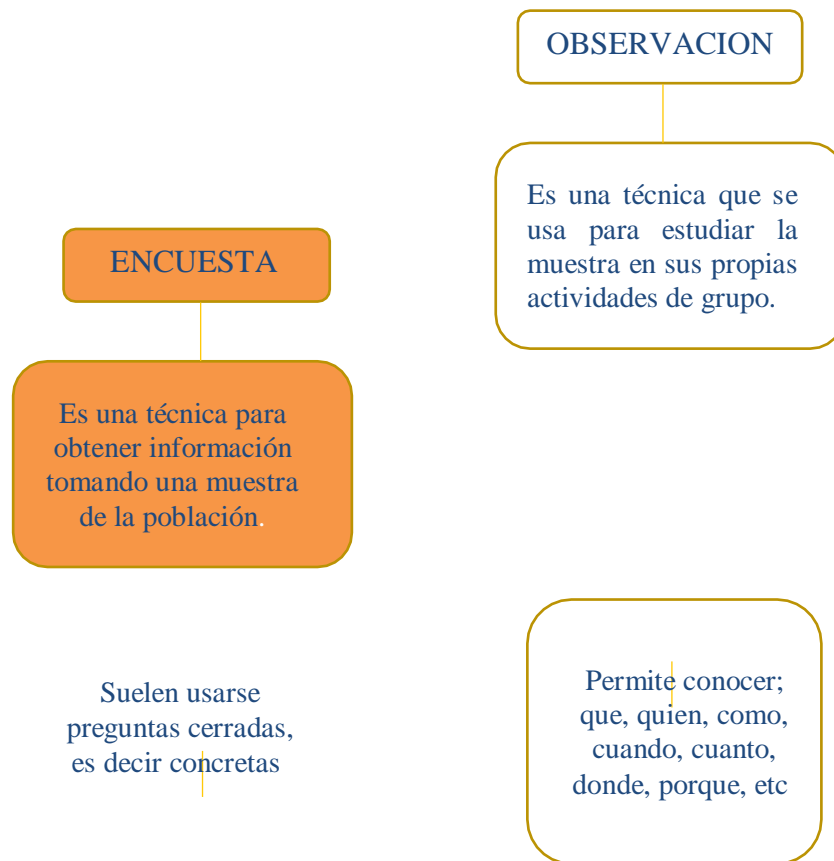 OBSERVACION
Es una técnica que se
usa para estudiar la
muestra en sus propias
actividades de grupo.
ENCUESTA
Es una técnica para
obtener información
tomando una muestra
de la población.
Suelen usarse
preguntas cerradas,
es decir concretas
Permite conocer;
que, quien, como,
cuando, cuanto,
donde, porque, etc